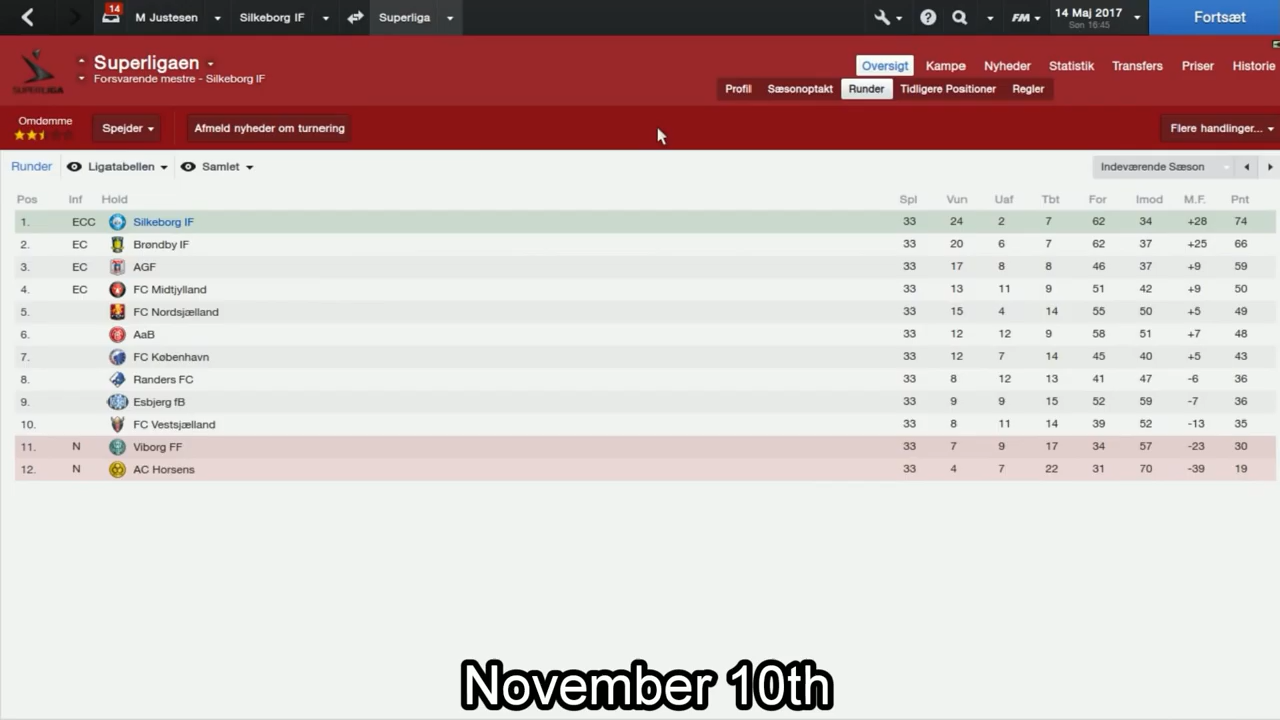 14 M Justesen Silkeborg IF Superliga FM 14 Maj 2017 Søn 16:45 Fortsæt
SUPERLIGA
Superligaen
Forsvarende mestre - Silkeborg IF
Oversigt Kampe Nyheder Statistik Transfers Priser Historie
Profil Sæsonoptakt Runder Tidligere Positioner Regler
Omdømme
Spejder Afmeld nyheder om turnering Flere handlinger...
Runder Ligatabellen Samlet Indeværende Sæson
Pos Inf Hold Spl Vun Uaf Tbt For Imod M.F. Pnt
1. ECC Silkeborg IF 33 24 2 7 62 34 +28 74
2. EC Brøndby IF 33 20 6 7 62 37 +25 66
3. EC AGF 33 17 8 8 46 37 +9 59
4. EC FC Midtjylland 33 13 11 9 51 42 +9 50
5. FC Nordsjælland 33 15 4 14 55 50 +5 49
6. AaB 33 12 12 9 58 51 +7 48
7. FC København 33 12 7 14 45 40 +5 43
8. Randers FC 33 8 12 13 41 47 -6 36
9. Esbjerg fB 33 9 9 15 52 59 -7 36
10. FC Vestsjælland 33 8 11 14 39 52 -13 35
11. N Viborg FF 33 7 9 17 34 57 -23 30
12. N AC Horsens 33 4 7 22 31 70 -39 19
November 10th